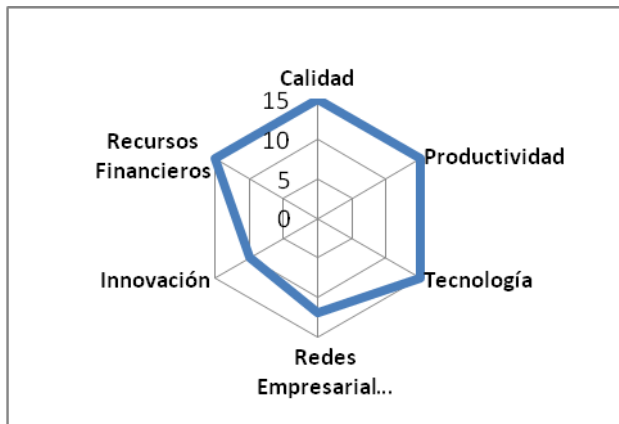 Calidad
15
10
5
0
Recursos
Financieros
Productividad
Innovación
Tecnología
Redes
Empresarial...